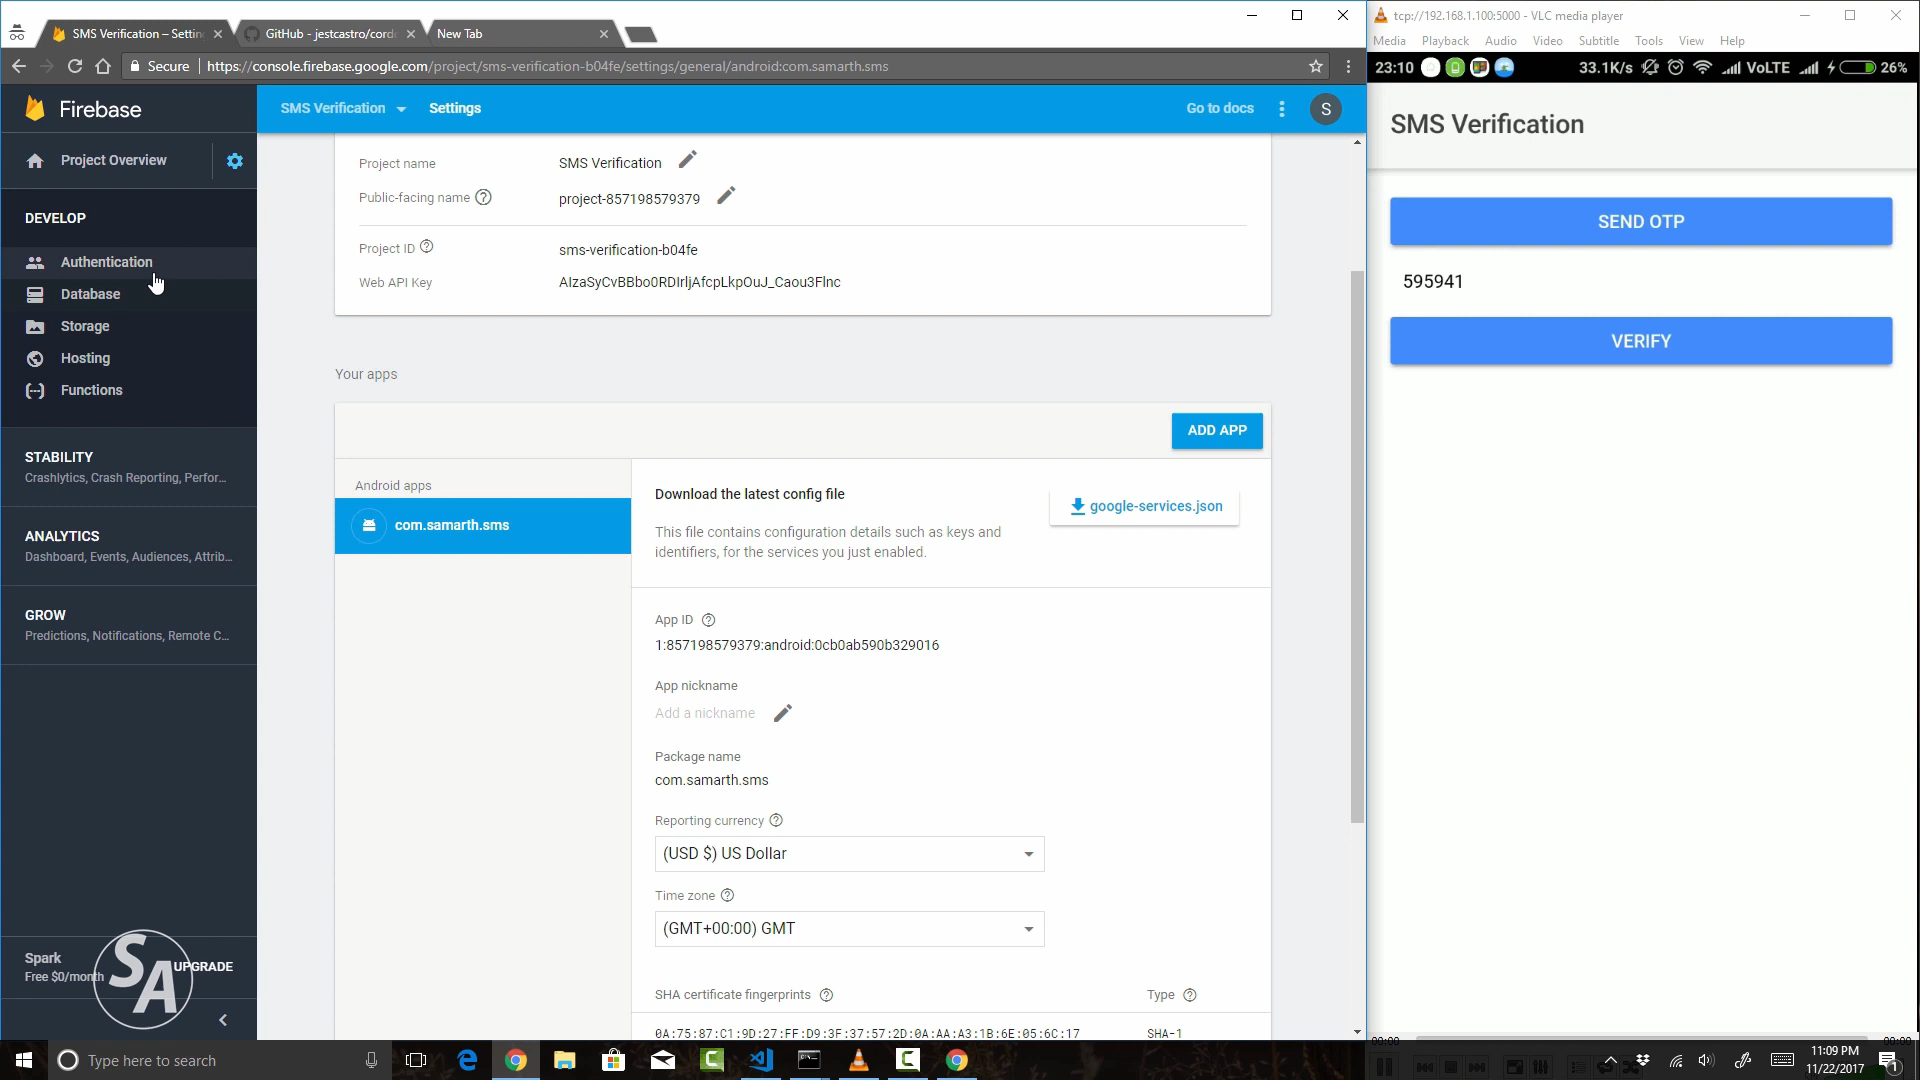 SMS Verification – Settin
GitHub - jestcastro/cordo
New Tab
Secure
https://console.firebase.google.com/project/sms-verification-b04fe/settings/general/android:com.samarth.sms
Firebase
SMS Verification
Settings
Go to docs
S
Project Overview
DEVELOP
Authentication
Database
Storage
Hosting
Functions
STABILITY
Crashlytics, Crash Reporting, Perfor...
ANALYTICS
Dashboard, Events, Audiences, Attrib...
GROW
Predictions, Notifications, Remote C...
Spark
Free $0/month
UPGRADE
SA
Project name
SMS Verification
Public-facing name
project-857198579379
Project ID
sms-verification-b04fe
Web API Key
AIzaSyCvBBbo0RDIrljAfcpLkpOuJ_Caou3FInc
Your apps
ADD APP
Android apps
com.samarth.sms
Download the latest config file
google-services.json
This file contains configuration details such as keys and
identifiers, for the services you just enabled.
App ID
1:857198579379:android:0cb0ab590b329016
App nickname
Add a nickname
Package name
com.samarth.sms
Reporting currency
(USD $) US Dollar
Time zone
(GMT+00:00) GMT
SHA certificate fingerprints
Type
0A:75:87:C1:9D:27:FF:D9:3F:37:57:2D:0A:AA:A3:1B:6E:05:6C:17
SHA-1
tcp://192.168.1.100:5000 - VLC media player
Media Playback Audio Video Subtitle Tools View Help
23:10
33.1K/s
VoLTE
26%
SMS Verification
SEND OTP
595941
VERIFY
00:00
00:00
Type here to search
11:09 PM
11/22/2017
1